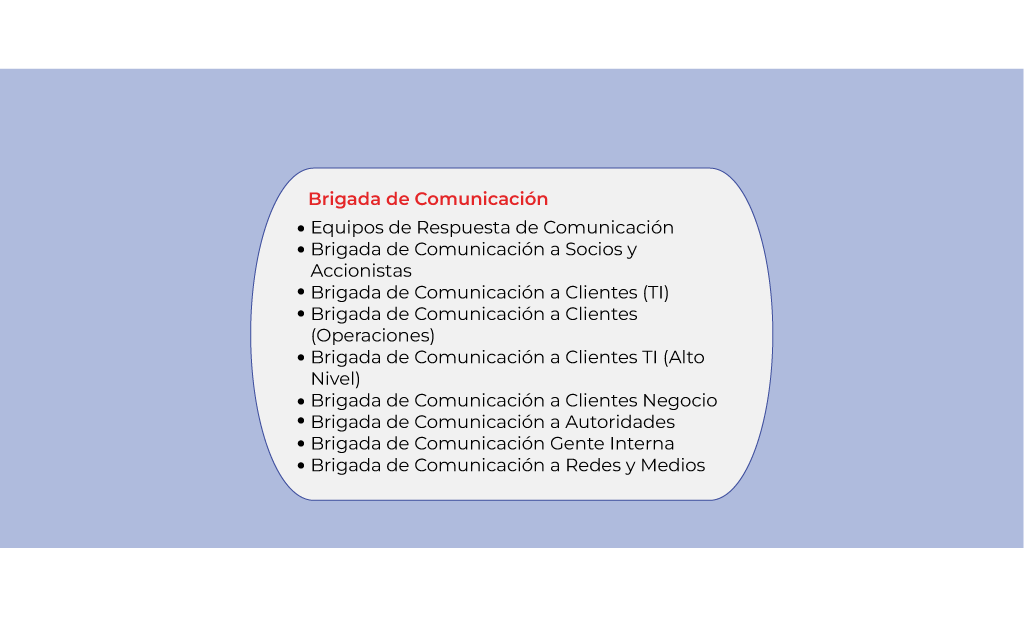 Brigada de Comunicación
• Equipos de Respuesta de Comunicación
• Brigada de Comunicación a Socios y
Accionistas
• Brigada de Comunicación a Clientes (TI)
• Brigada de Comunicación a Clientes
(Operaciones)
• Brigada de Comunicación a Clientes TI (Alto
Nivel)
• Brigada de Comunicación a Clientes Negocio
• Brigada de Comunicación a Autoridades
• Brigada de Comunicación Gente Interna
• Brigada de Comunicación a Redes y Medios